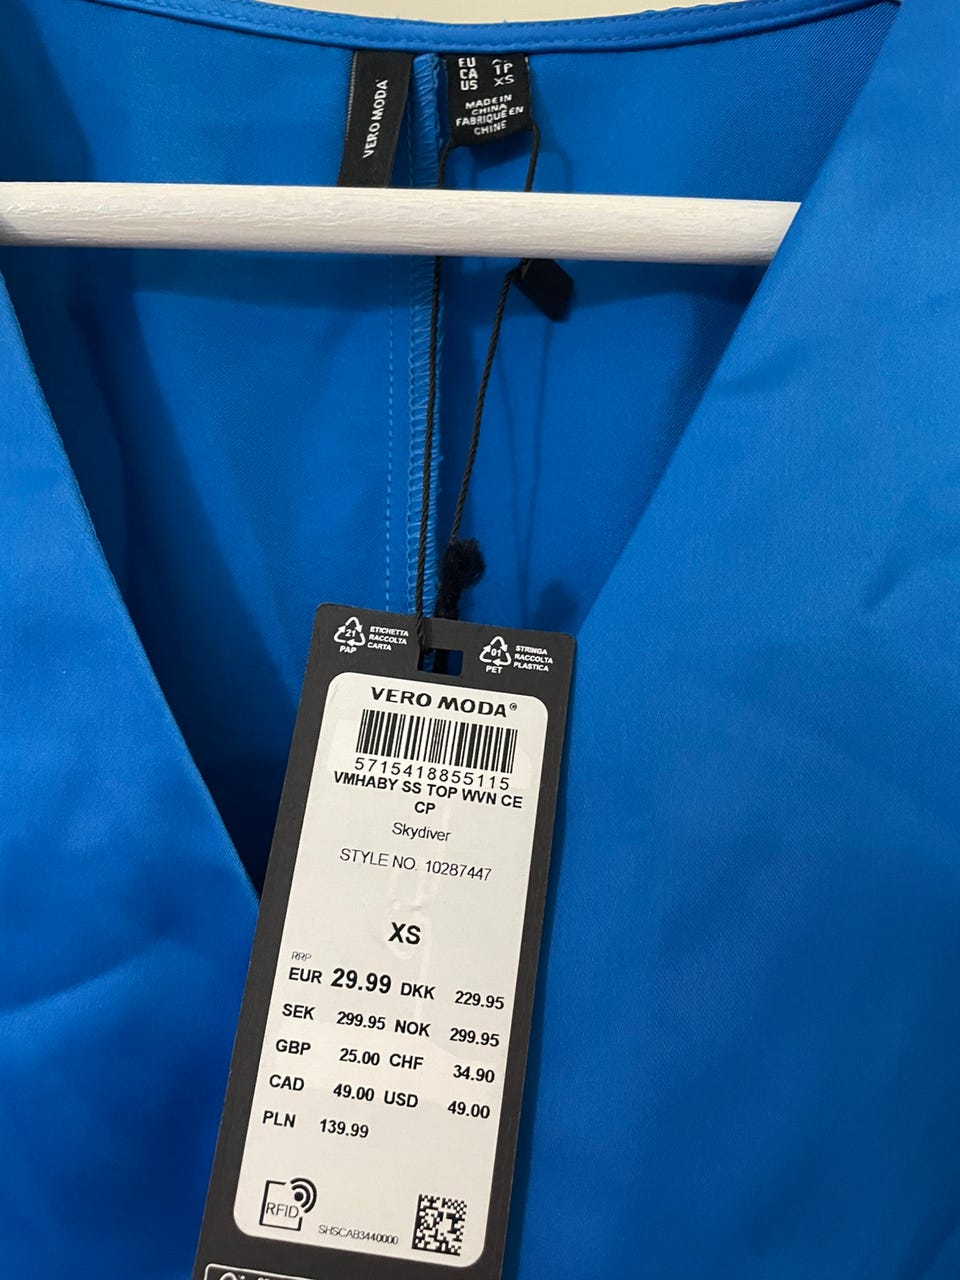 VERO MODA
EU
CA TP
US XS
MADE IN
CHINA
FABRIQUÉ EN
CHINE
21
PAP
ETICHETTA
RACCOLTA
CARTA
01
PET
STRINGA
RACCOLTA
PLASTICA
VERO MODA®
5715418855115
VMHABY SS TOP WVN CE
CP
Skydiver
STYLE NO. 10287447
XS
RRP
EUR 29.99 DKK 229.95
SEK 299.95 NOK 299.95
GBP 25.00 CHF 34.90
CAD 49.00 USD 49.00
PLN 139.99
RFID
SHSCAB3440000